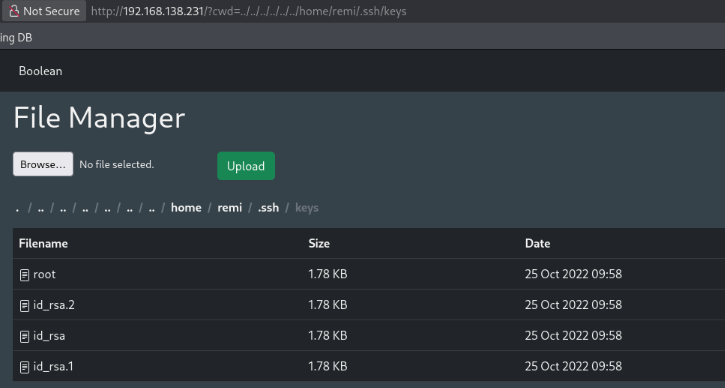 Not Secure http://192.168.138.231/?cwd=../../../../../../home/remi/.ssh/keys
ing DB
Boolean
File Manager
Browse... No file selected. Upload
. / .. / .. / .. / .. / .. / .. / home / remi / .ssh / keys
Filename Size Date
root 1.78 KB 25 Oct 2022 09:58
id_rsa.2 1.78 KB 25 Oct 2022 09:58
id_rsa 1.78 KB 25 Oct 2022 09:58
id_rsa.1 1.78 KB 25 Oct 2022 09:58